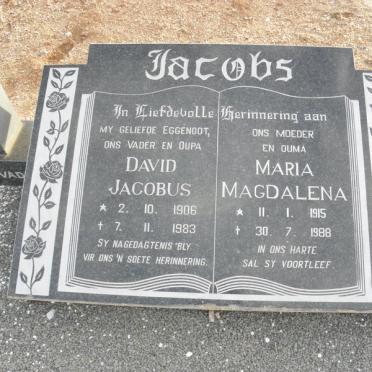 Jacobs
In Liefdevolle Herinnering aan
MY GELIEFDE EGGENOOT,
ONS VADER EN OUPA
DAVID
JACOBUS
* 2. 10. 1906
† 7. 11. 1983
SY NAGEDAGTENIS 'BLY
VIR ONS 'N SOETE HERINNERING.
ONS MOEDER
EN OUMA
MARIA
MAGDALENA
* 11. 1. 1915
† 30. 7. 1988
IN ONS HARTE
SAL SY VOORTLEEF.
VAD